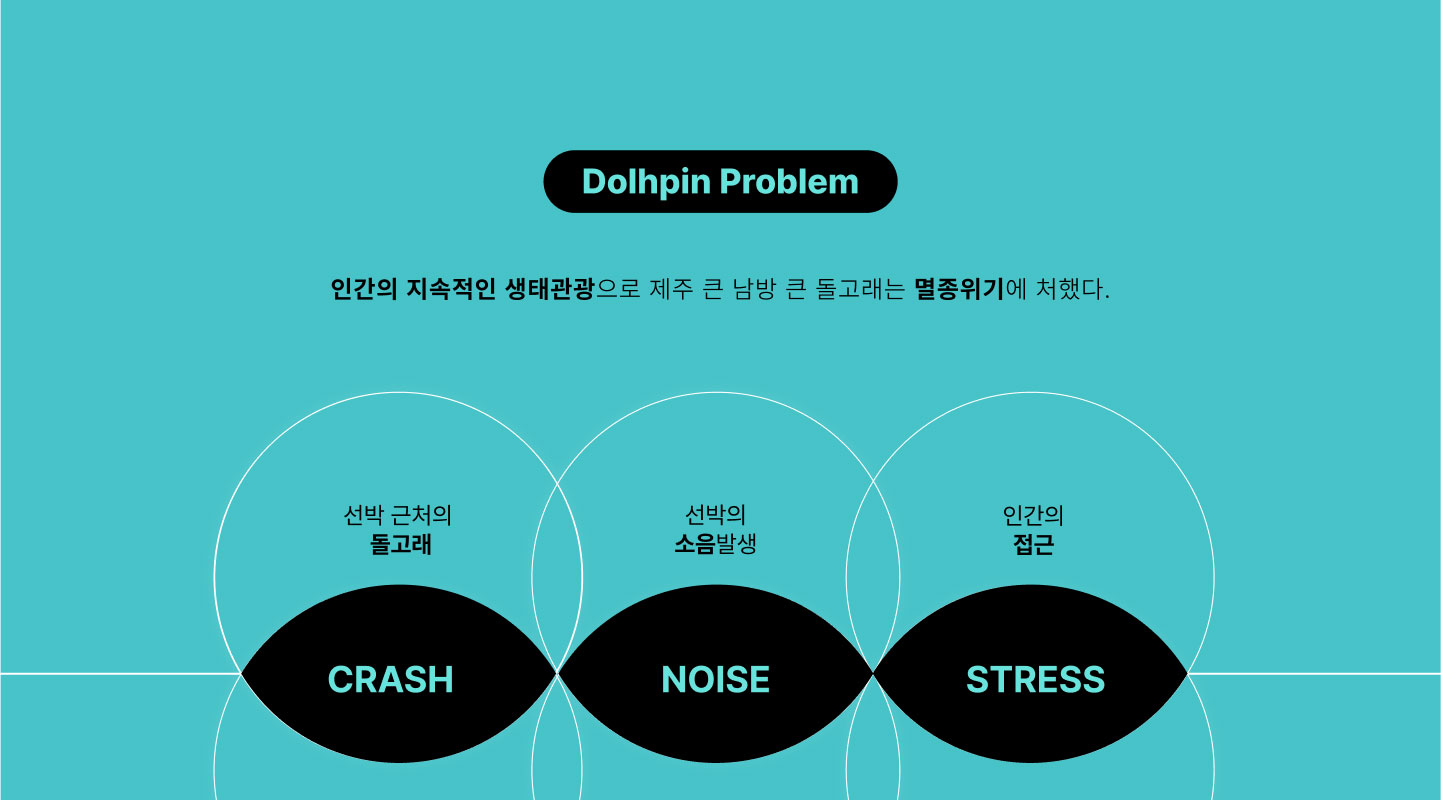 Dolhpin Problem
인간의 지속적인 생태관광으로 제주 큰 남방 큰 돌고래는 멸종위기에 처했다.
선박 근처의
돌고래
CRASH
선박의
소음발생
NOISE
인간의
접근
STRESS